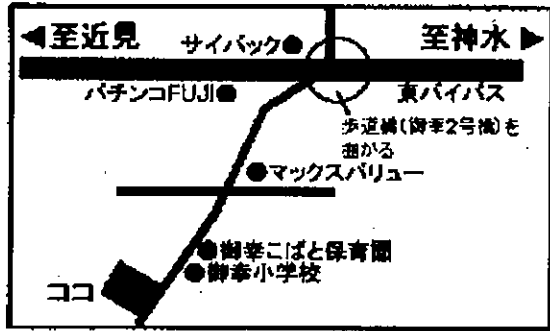 ◀至近見
サイバック●
至神水▶
パチンコFUJI●
東バイパス
歩道橋(御幸2号橋)を
曲がる
●マックスバリュー
●御幸こばと保育園
●御幸小学校
ココ